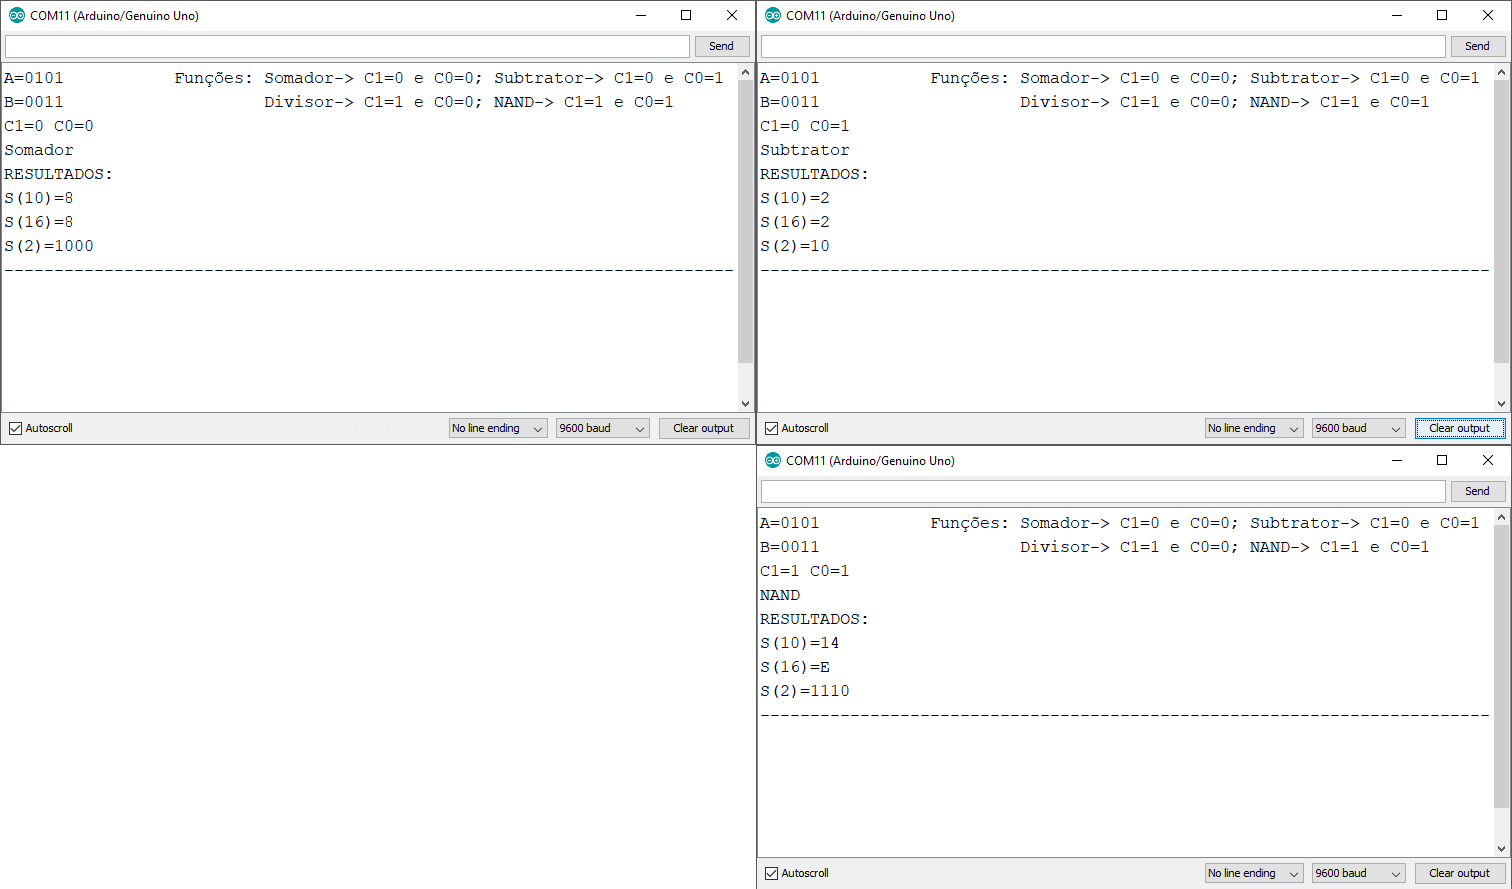 COM11 (Arduino/Genuino Uno)
Send
A=0101 Funções: Somador-> C1=0 e C0=0; Subtrator-> C1=0 e C0=1
B=0011 Divisor-> C1=1 e C0=0; NAND-> C1=1 e C0=1
C1=0 C0=0
Somador
RESULTADOS:
S(10)=8
S(16)=8
S(2)=1000
-------------------------------------------------------------------------
Autoscroll No line ending 9600 baud Clear output
COM11 (Arduino/Genuino Uno)
Send
A=0101 Funções: Somador-> C1=0 e C0=0; Subtrator-> C1=0 e C0=1
B=0011 Divisor-> C1=1 e C0=0; NAND-> C1=1 e C0=1
C1=0 C0=1
Subtrator
RESULTADOS:
S(10)=2
S(16)=2
S(2)=10
-------------------------------------------------------------------------
Autoscroll No line ending 9600 baud Clear output
COM11 (Arduino/Genuino Uno)
Send
A=0101 Funções: Somador-> C1=0 e C0=0; Subtrator-> C1=0 e C0=1
B=0011 Divisor-> C1=1 e C0=0; NAND-> C1=1 e C0=1
C1=1 C0=1
NAND
RESULTADOS:
S(10)=14
S(16)=E
S(2)=1110
-------------------------------------------------------------------------
Autoscroll No line ending 9600 baud Clear output